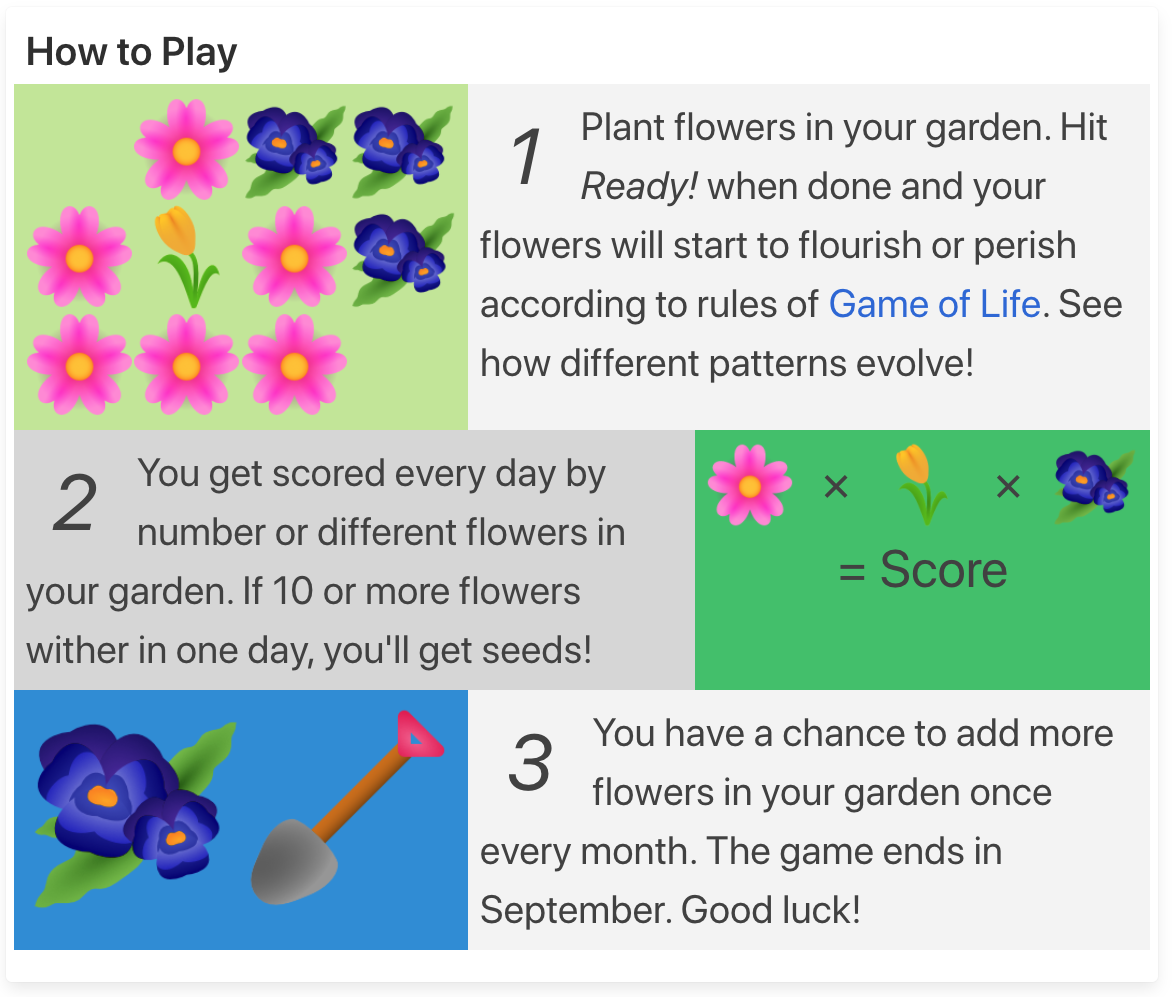 How to Play
1 Plant flowers in your garden. Hit
Ready! when done and your
flowers will start to flourish or perish
according to rules of Game of Life. See
how different patterns evolve!
2 You get scored every day by
number or different flowers in
your garden. If 10 or more flowers
wither in one day, you'll get seeds!
× ×
= Score
3 You have a chance to add more
flowers in your garden once
every month. The game ends in
September. Good luck!